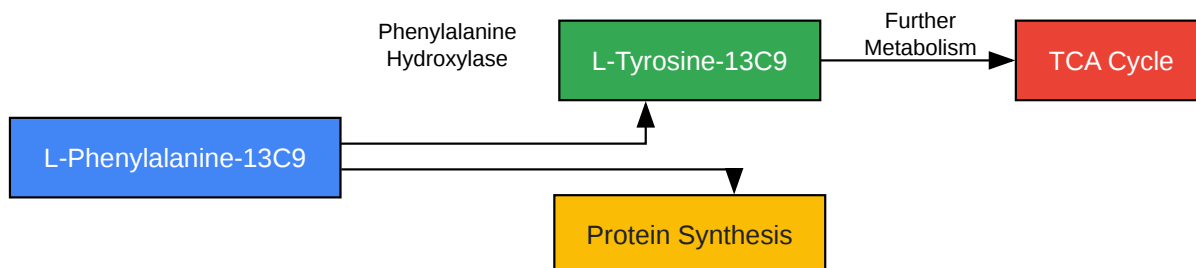 Phenylalanine
Hydroxylase
L-Tyrosine-13C9
Further
Metabolism
TCA Cycle
L-Phenylalanine-13C9
Protein Synthesis